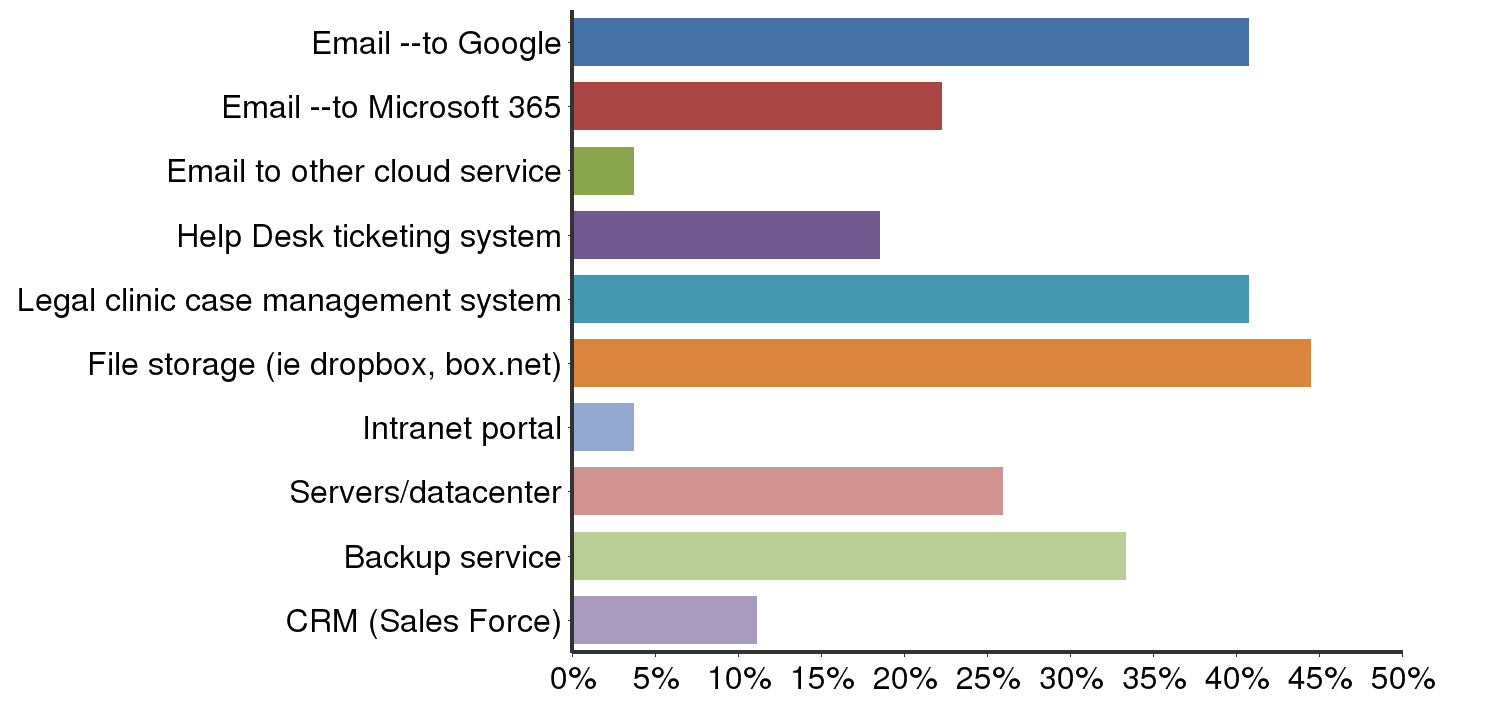 Email --to Google
Email --to Microsoft 365
Email to other cloud service
Help Desk ticketing system
Legal clinic case management system
File storage (ie dropbox, box.net)
Intranet portal
Servers/datacenter
Backup service
CRM (Sales Force)
0% 5% 10% 15% 20% 25% 30% 35% 40% 45% 50%